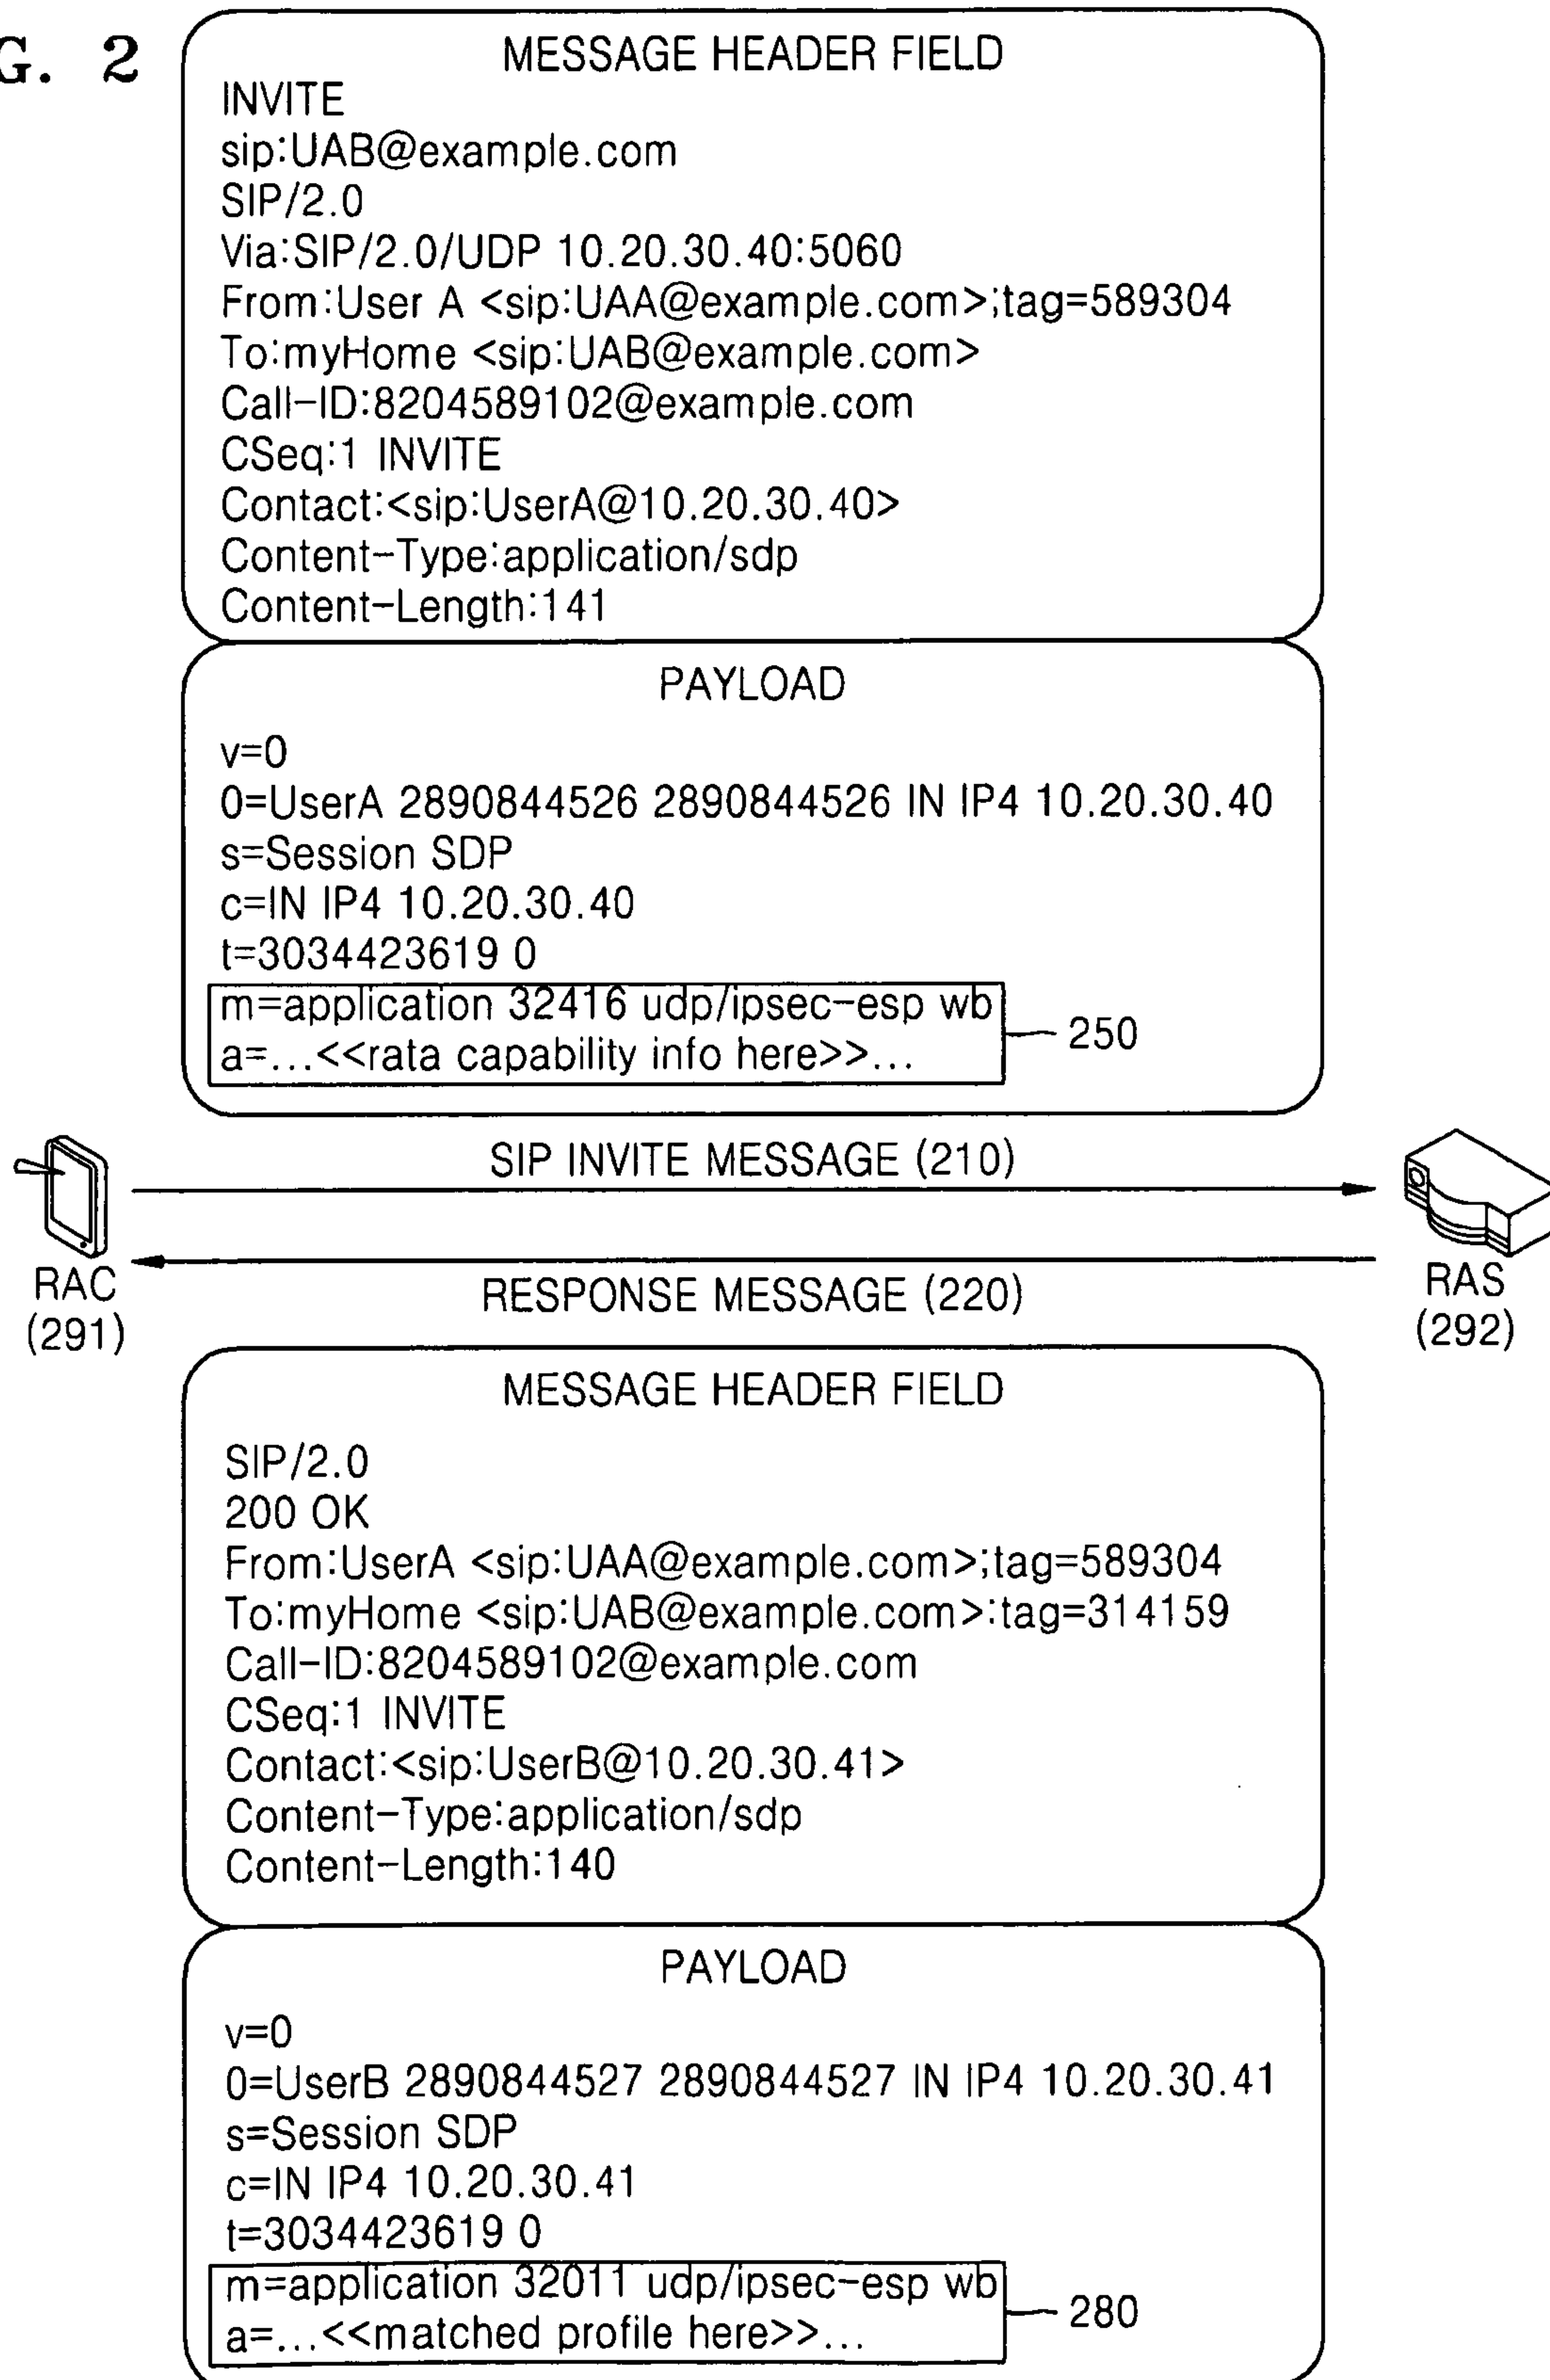 G. 2
MESSAGE HEADER FIELD
INVITE
sip:UAB@example.com
SIP/2.0
Via:SIP/2.0/UDP 10.20.30.40:5060
From:User A <sip:UAA@example.com>;tag=589304
To:myHome <sip:UAB@example.com>
Call-ID:8204589102@example.com
CSeq:1 INVITE
Contact:<sip:UserA@10.20.30.40>
Content-Type:application/sdp
Content-Length:141
PAYLOAD
v=0
0=UserA 2890844526 2890844526 IN IP4 10.20.30.40
s=Session SDP
c=IN IP4 10.20.30.40
t=3034423619 0
m=application 32416 udp/ipsec-esp wb
a=...<<rata capability info here>>...
250
SIP INVITE MESSAGE (210)
RAC
(291)
RESPONSE MESSAGE (220)
RAS
(292)
MESSAGE HEADER FIELD
SIP/2.0
200 OK
From:UserA <sip:UAA@example.com>;tag=589304
To:myHome <sip:UAB@example.com>:tag=314159
Call-ID:8204589102@example.com
CSeq:1 INVITE
Contact:<sip:UserB@10.20.30.41>
Content-Type:application/sdp
Content-Length:140
PAYLOAD
v=0
0=UserB 2890844527 2890844527 IN IP4 10.20.30.41
s=Session SDP
c=IN IP4 10.20.30.41
t=3034423619 0
m=application 32011 udp/ipsec-esp wb
a=...<<matched profile here>>...
280